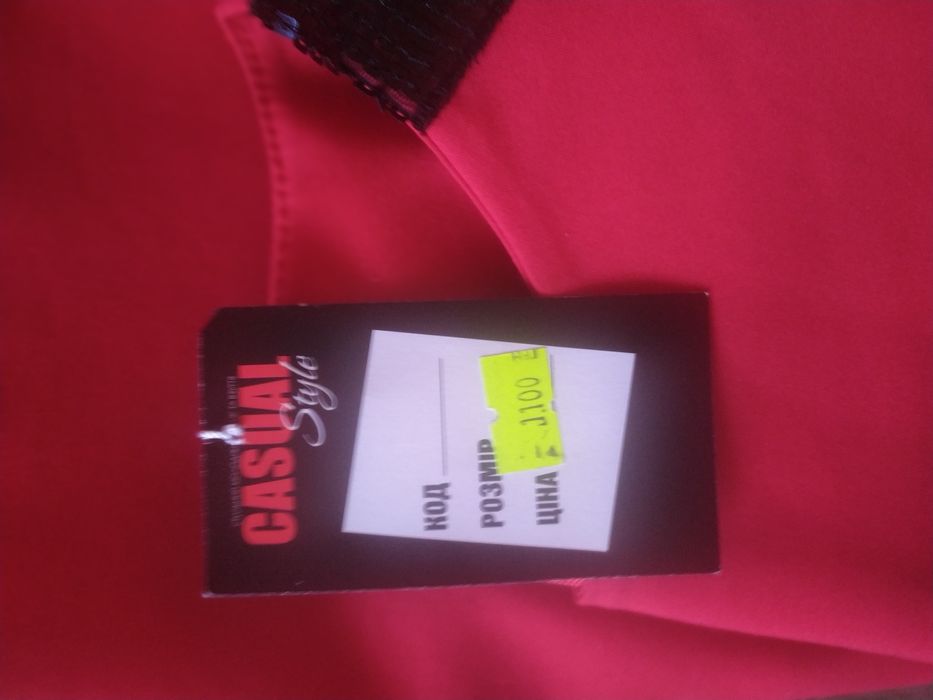 CASUAL
Style
КОД
РОЗМІР
ЦІНА
1100